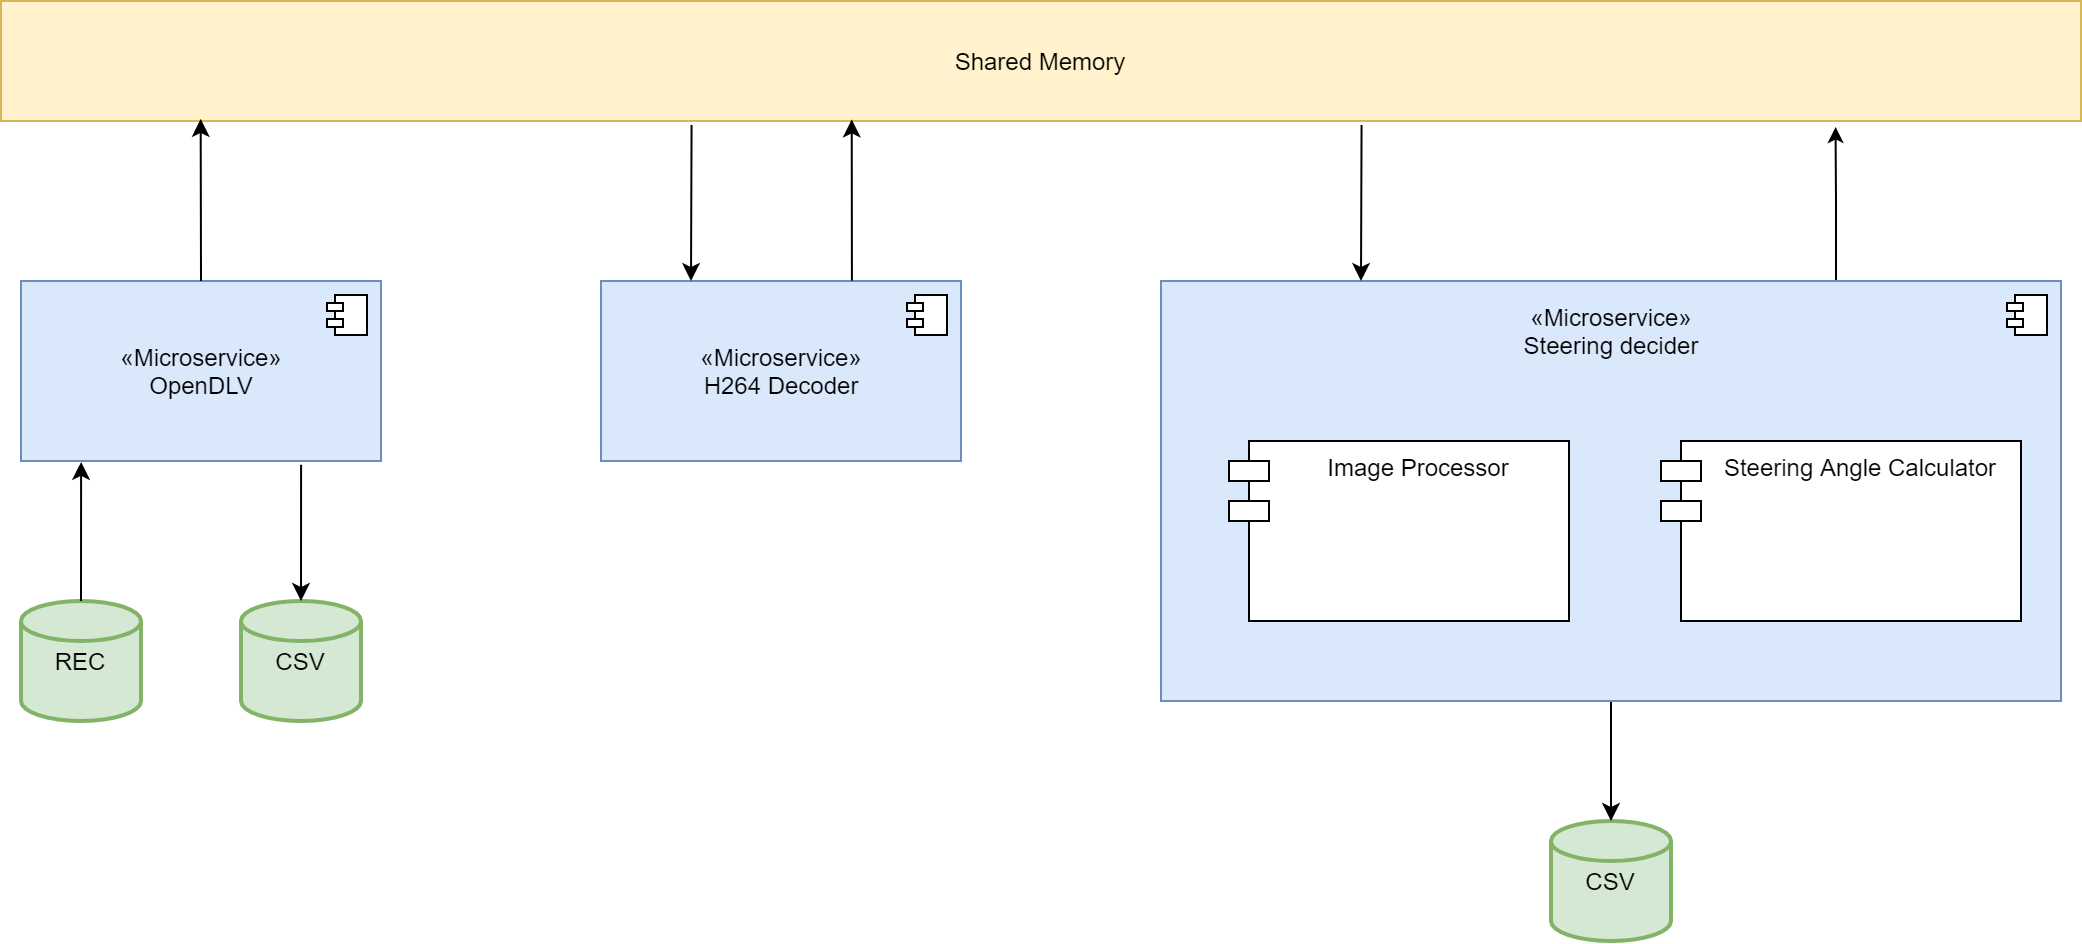 Shared Memory
«Microservice»
OpenDLV
«Microservice»
H264 Decoder
«Microservice»
Steering decider
Image Processor
Steering Angle Calculator
REC
CSV
CSV